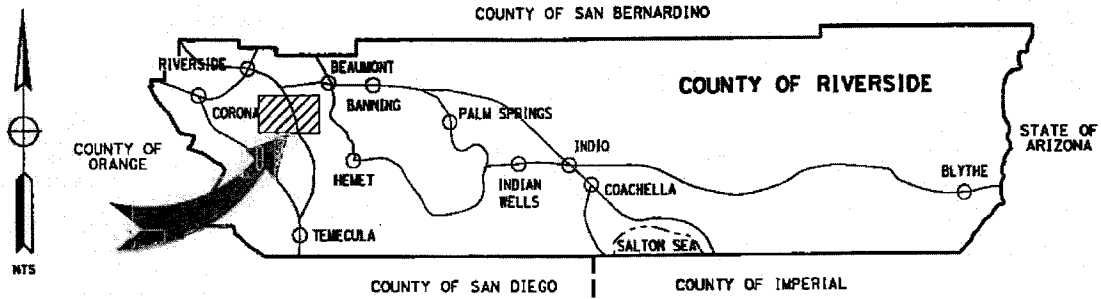 COUNTY OF SAN BERNARDINO
RIVERSIDE
BEAUMONT
COUNTY OF RIVERSIDE
CORONA
BANNING
PALM SPRINGS
STATE OF
ARIZONA
COUNTY OF
ORANGE
INDIO
HEMET
INDIAN
WELLS
COACHELLA
BLYTHE
TEMECULA
SALTON SEA
NTS
COUNTY OF SAN DIEGO
COUNTY OF IMPERIAL